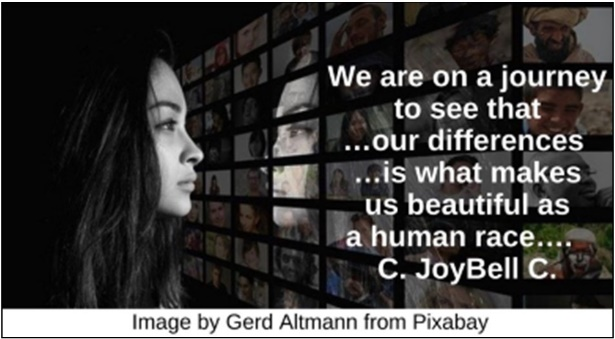 We are on a journey
to see that
…our differences
…is what makes
us beautiful as
a human race….
C. JoyBell C.
Image by Gerd Altmann from Pixabay